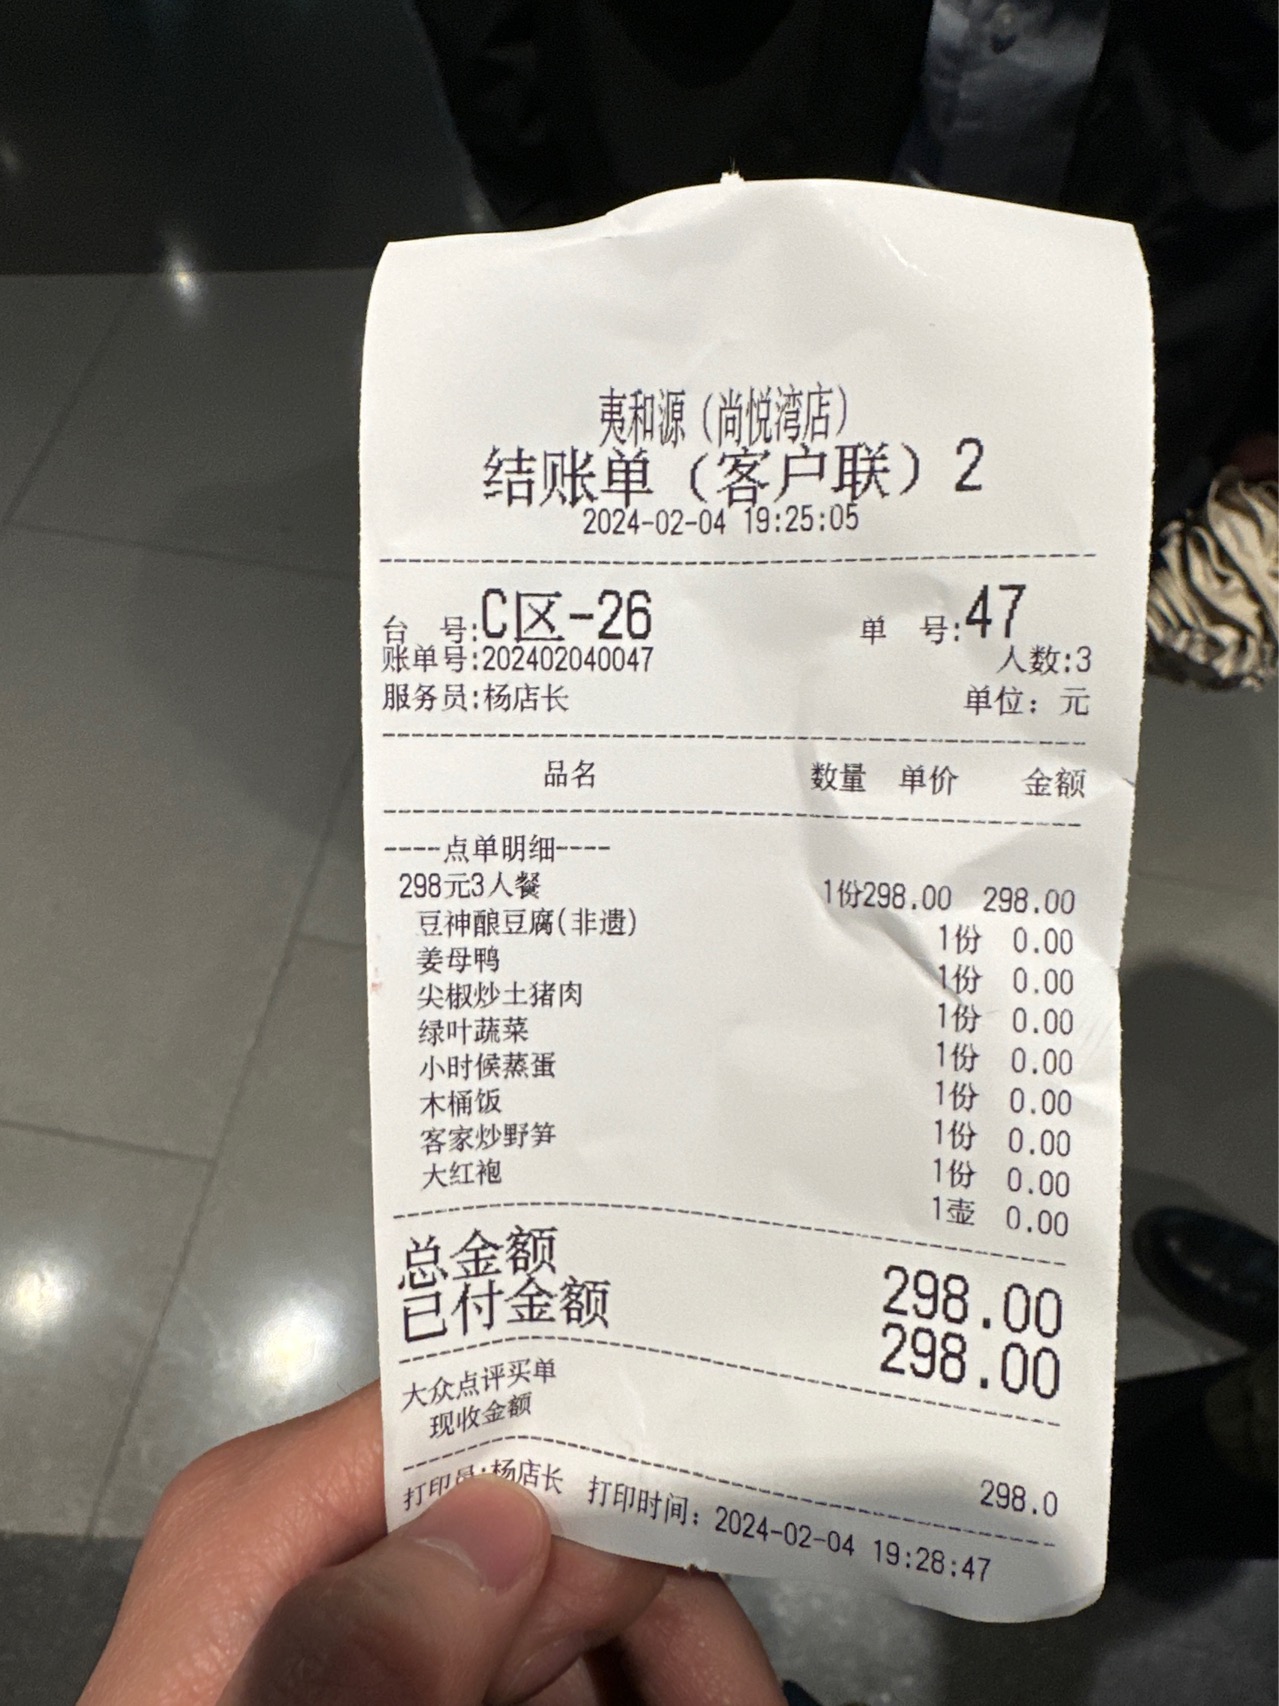 夷和源（尚悦湾店）
结账单（客户联）2
2024-02-04 19:25:05
台 号:C区-26 单 号:47
账单号:202402040047 人数:3
服务员:杨店长 单位：元
品名 数量 单价 金额
----点单明细----
298元3人餐 1份298.00 298.00
豆神酿豆腐(非遗) 1份 0.00
姜母鸭 1份 0.00
尖椒炒土猪肉 1份 0.00
绿叶蔬菜 1份 0.00
小时候蒸蛋 1份 0.00
木桶饭 1份 0.00
客家炒野笋 1份 0.00
大红袍 1壶 0.00
总金额 298.00
已付金额 298.00
大众点评买单
现收金额 298.0
打印员:杨店长 打印时间：2024-02-04 19:28:47